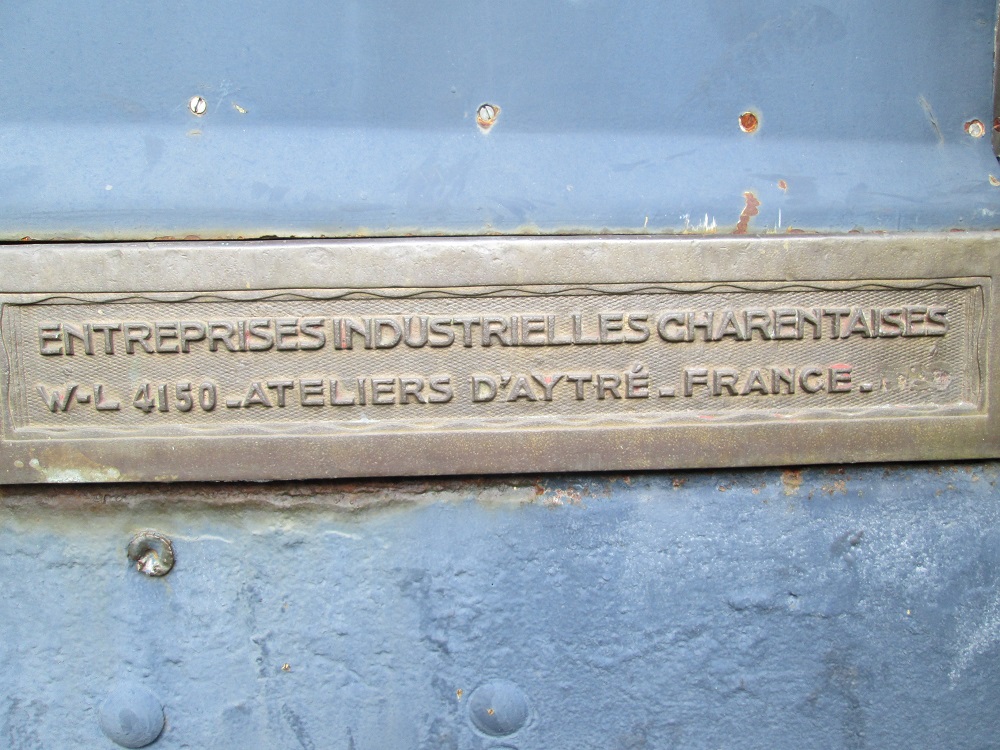 ENTREPRISES INDUSTRIELLES CHARENTAISES
W-L 4150 - ATELIERS D'AYTRÉ - FRANCE -